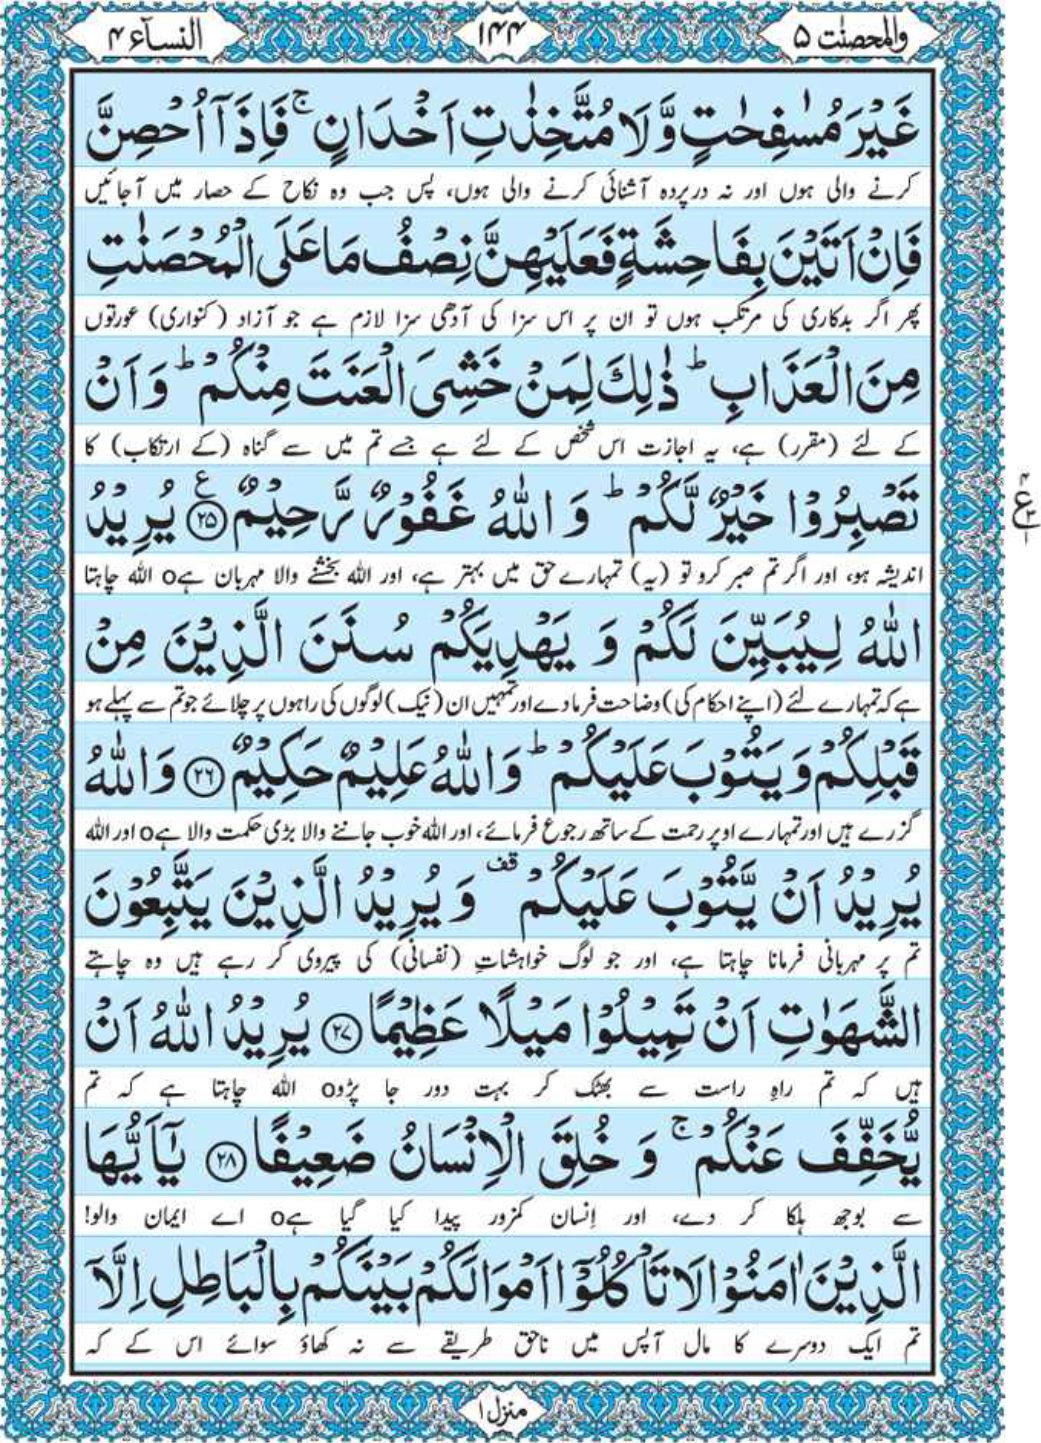 والمحصنٰت ۵
۱۴۴
النسآء ۴
غَيْرَ مُسٰفِحٰتٍ وَّلَا مُتَّخِذٰتِ اَخْدَانٍ ۚ فَاِذَآ اُحْصِنَّ
کرنے والی ہوں اور نہ درپردہ آشنائی کرنے والی ہوں، پس جب وہ نکاح کے حصار میں آ جائیں
فَاِنْ اَتَيْنَ بِفَاحِشَةٍ فَعَلَيْهِنَّ نِصْفُ مَا عَلَى الْمُحْصَنٰتِ
پھر اگر بدکاری کی مرتکب ہوں تو ان پر اس سزا کی آدھی سزا لازم ہے جو آزاد (کنواری) عورتوں
مِنَ الْعَذَابِ ؕ ذٰلِكَ لِمَنْ خَشِيَ الْعَنَتَ مِنْكُمْ ؕ وَ اَنْ
کے لئے (مقرر) ہے، یہ اجازت اس شخص کے لئے ہے جسے تم میں سے گناہ (کے ارتکاب) کا
تَصْبِرُوْا خَيْرٌ لَّكُمْ ؕ وَ اللّٰهُ غَفُوْرٌ رَّحِيْمٌ ﴿۲۵﴾ ع يُرِيْدُ
اندیشہ ہو، اور اگر تم صبر کرو تو (یہ) تمہارے حق میں بہتر ہے، اور اللہ بخشنے والا مہربان ہےo اللہ چاہتا
اللّٰهُ لِيُبَيِّنَ لَكُمْ وَ يَهْدِيَكُمْ سُنَنَ الَّذِيْنَ مِنْ
ہے کہ تمہارے لئے (اپنے احکام کی) وضاحت فرما دے اور تمہیں ان (نیک) لوگوں کی راہوں پر چلائے جو تم سے پہلے ہو
قَبْلِكُمْ وَ يَتُوْبَ عَلَيْكُمْ ؕ وَ اللّٰهُ عَلِيْمٌ حَكِيْمٌ ﴿۲۶﴾ وَ اللّٰهُ
گزرے ہیں اور تمہارے اوپر رحمت کے ساتھ رجوع فرمائے، اور اللہ خوب جاننے والا بڑی حکمت والا ہےo اور اللہ
يُرِيْدُ اَنْ يَّتُوْبَ عَلَيْكُمْ قف وَ يُرِيْدُ الَّذِيْنَ يَتَّبِعُوْنَ
تم پر مہربانی فرمانا چاہتا ہے، اور جو لوگ خواہشاتِ (نفسانی) کی پیروی کر رہے ہیں وہ چاہتے
الشَّهَوٰتِ اَنْ تَمِيْلُوْا مَيْلًا عَظِيْمًا ﴿۲۷﴾ يُرِيْدُ اللّٰهُ اَنْ
ہیں کہ تم راہِ راست سے بھٹک کر بہت دور جا پڑوo اللہ چاہتا ہے کہ تم
يُّخَفِّفَ عَنْكُمْ ۚ وَ خُلِقَ الْاِنْسَانُ ضَعِيْفًا ﴿۲۸﴾ يٰٓاَيُّهَا
سے بوجھ ہلکا کر دے، اور اِنسان کمزور پیدا کیا گیا ہےo اے ایمان والو!
الَّذِيْنَ اٰمَنُوْا لَا تَاْكُلُوْٓا اَمْوَالَكُمْ بَيْنَكُمْ بِالْبَاطِلِ اِلَّآ
تم ایک دوسرے کا مال آپس میں ناحق طریقے سے نہ کھاؤ سوائے اس کے کہ
منزل ۱